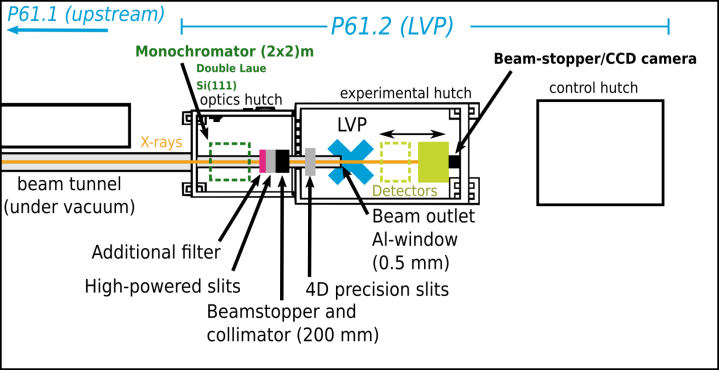 P61.1 (upstream)
P61.2 (LVP)
Monochromator (2x2)m
Double Laue
Si(111)
Beam-stopper/CCD camera
optics hutch
experimental hutch
control hutch
LVP
X-rays
Detectors
beam tunnel
(under vacuum)
Beam outlet
Al-window
(0.5 mm)
Additional filter
High-powered slits
4D precision slits
Beamstopper and
collimator (200 mm)